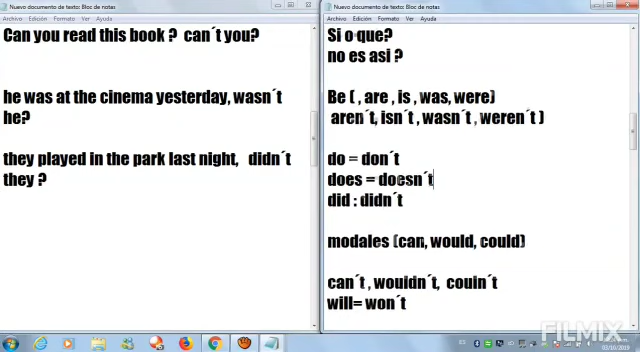 Nuevo documento de texto: Bloc de notas
Archivo Edición Formato Ver Ayuda
Can you read this book ? can´t you?
he was at the cinema yesterday, wasn´t
he?
they played in the park last night, didn´t
they ?
Nuevo documento de texto: Bloc de notas
Archivo Edición Formato Ver Ayuda
Si o que?
no es asi ?
Be ( , are , is , was, were)
aren´t, isn´t , wasn´t , weren´t )
do = don´t
does = doesn´t
did : didn´t
modales (can, would, could)
can´t , wouldn´t, couln´t
will= won´t
FILMIX
ES
03/10/2019